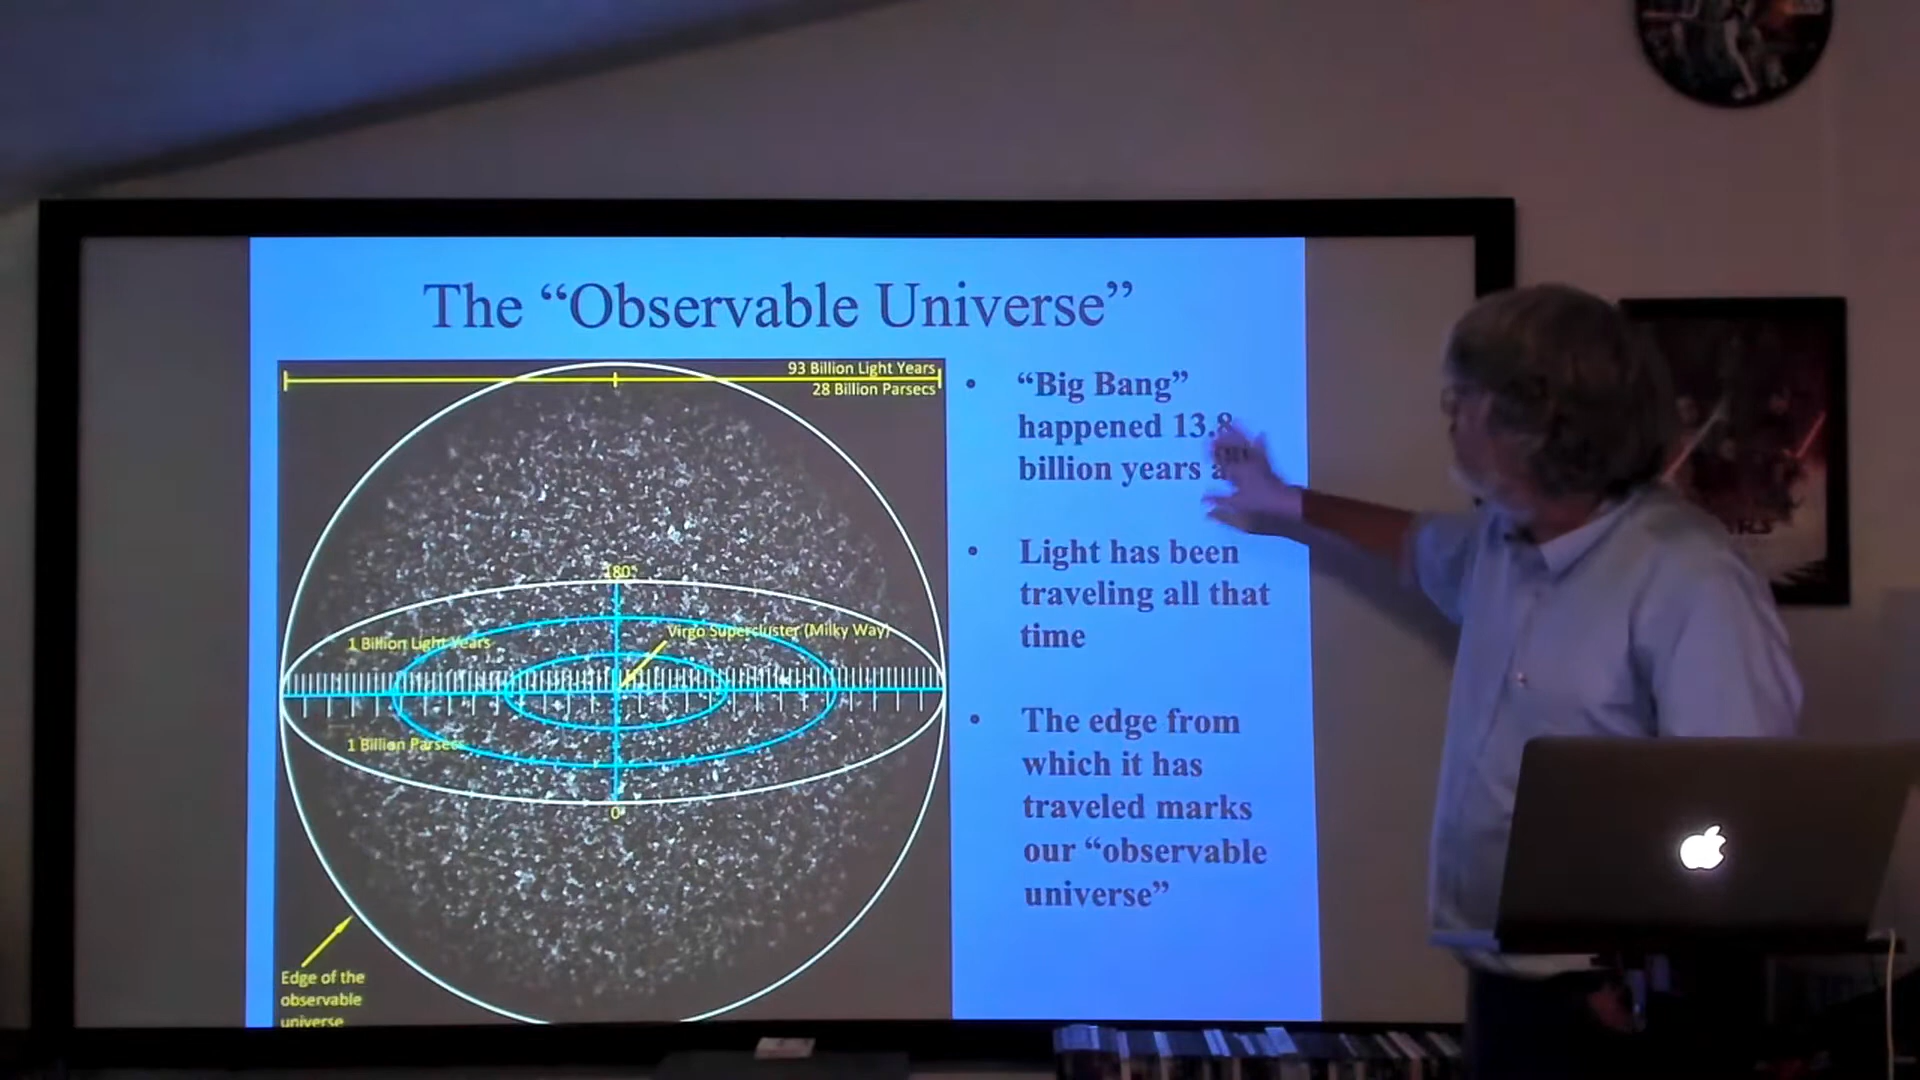 The “Observable Universe”
93 Billion Light Years
28 Billion Parsecs
180°
1 Billion Light Years
Virgo Supercluster (Milky Way)
1 Billion Parsecs
0°
Edge of the
observable
universe
• “Big Bang”
happened 13.8
billion years
• Light has been
traveling all that
time
• The edge from
which it has
traveled marks
our “observable
universe”